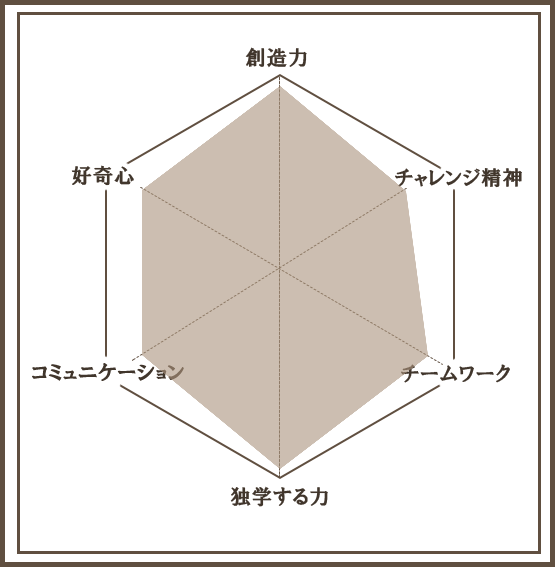 創造力
好奇心
チャレンジ精神
コミュニケーション
チームワーク
独学する力